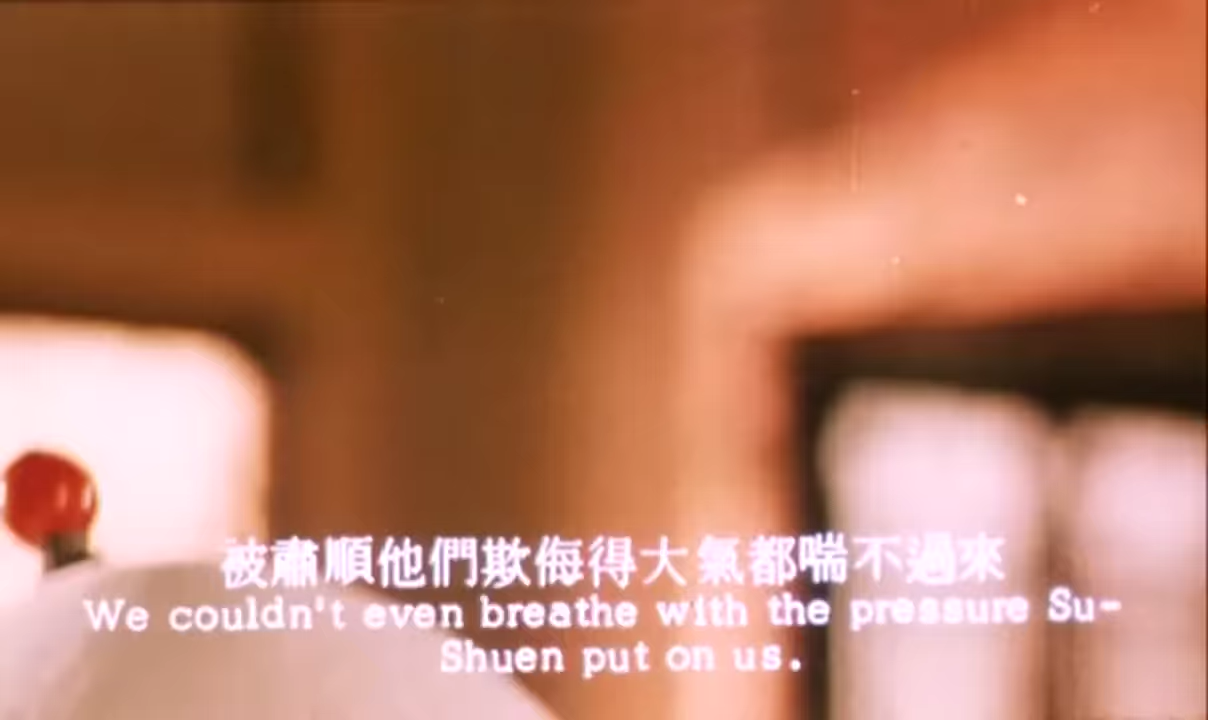 被肅順他們欺侮得大氣都喘不過來
We couldn't even breathe with the pressure Su-
Shuen put on us.